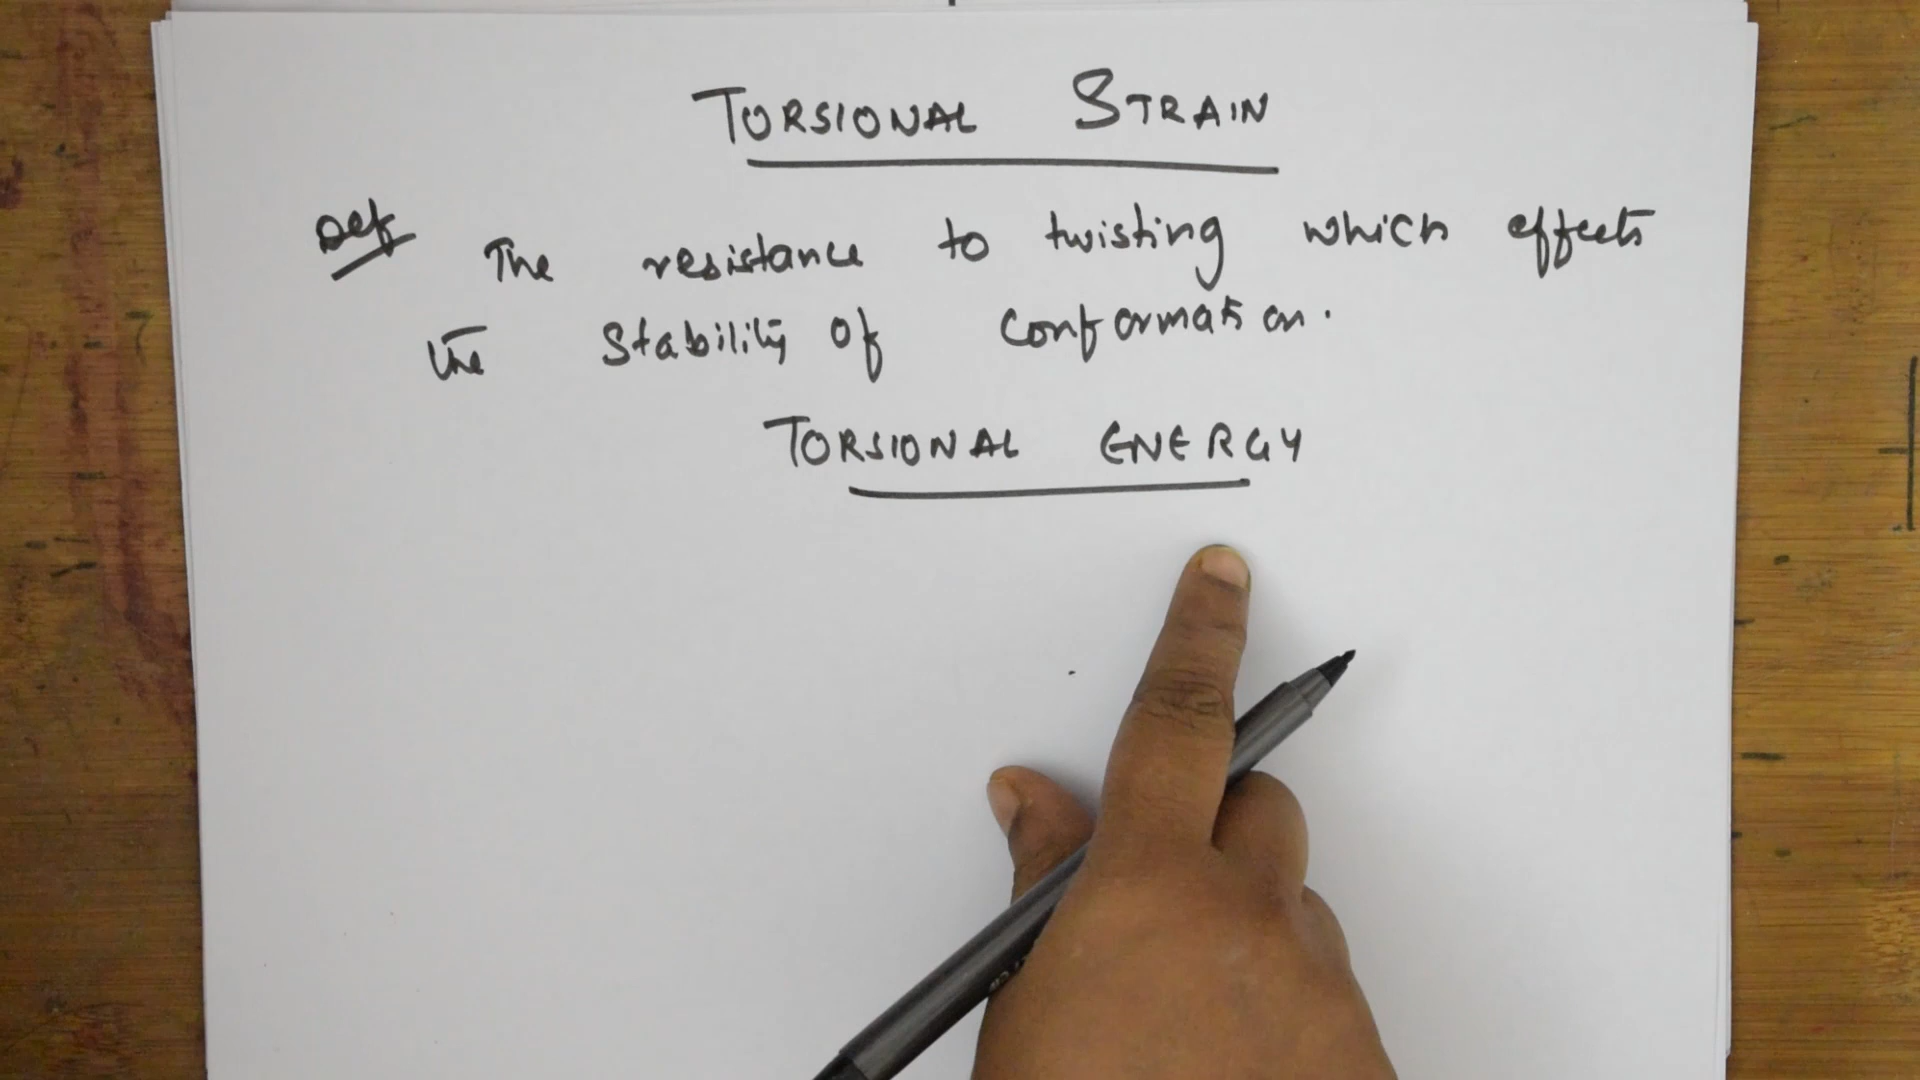 TORSIONAL STRAIN
Def The resistance to twisting which effects
the stability of conformation.
TORSIONAL ENERGY